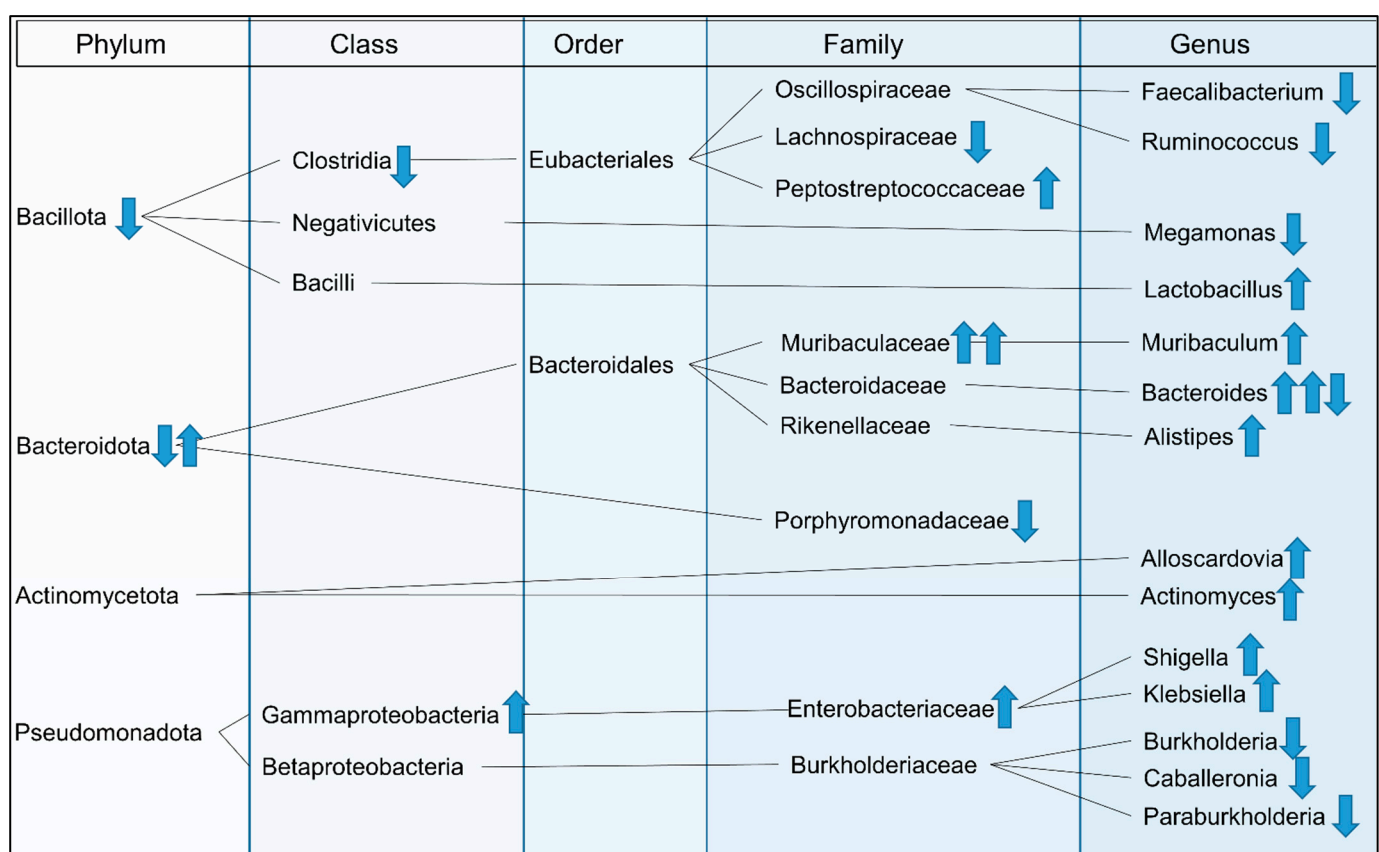 Phylum Class Order Family Genus
Oscillospiraceae Faecalibacterium
Lachnospiraceae Ruminococcus
Clostridia Eubacteriales
Peptostreptococcaceae
Bacillota Negativicutes Megamonas
Bacilli Lactobacillus
Muribaculaceae Muribaculum
Bacteroidales
Bacteroidaceae Bacteroides
Rikenellaceae Alistipes
Bacteroidota
Porphyromonadaceae
Alloscardovia
Actinomycetota Actinomyces
Shigella
Klebsiella
Gammaproteobacteria Enterobacteriaceae
Pseudomonadota Burkholderia
Betaproteobacteria Burkholderiaceae Caballeronia
Paraburkholderia